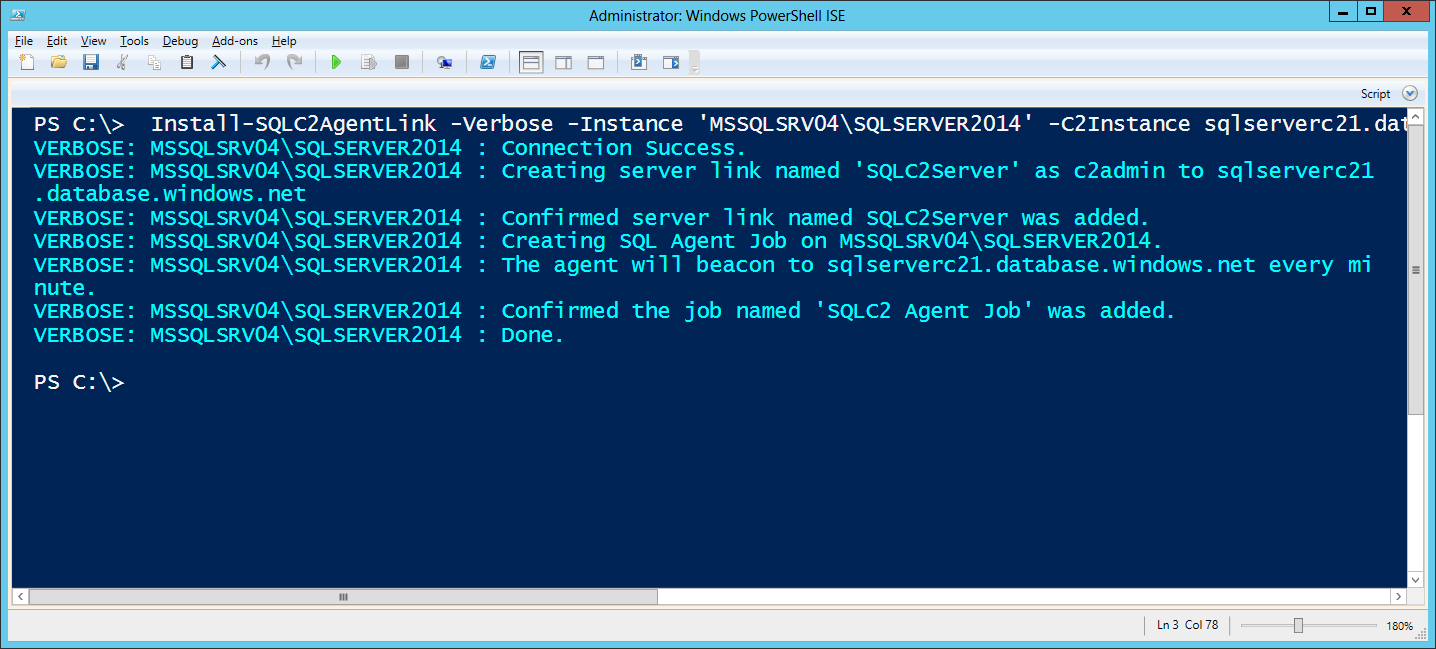 Administrator: Windows PowerShell ISE
File Edit View Tools Debug Add-ons Help
Script
PS C:\> Install-SQLC2AgentLink -Verbose -Instance 'MSSQLSRV04\SQLSERVER2014' -C2Instance sqlserverc21.dat
VERBOSE: MSSQLSRV04\SQLSERVER2014 : Connection Success.
VERBOSE: MSSQLSRV04\SQLSERVER2014 : Creating server link named 'SQLC2Server' as c2admin to sqlserverc21
.database.windows.net
VERBOSE: MSSQLSRV04\SQLSERVER2014 : Confirmed server link named SQLC2Server was added.
VERBOSE: MSSQLSRV04\SQLSERVER2014 : Creating SQL Agent Job on MSSQLSRV04\SQLSERVER2014.
VERBOSE: MSSQLSRV04\SQLSERVER2014 : The agent will beacon to sqlserverc21.database.windows.net every mi
nute.
VERBOSE: MSSQLSRV04\SQLSERVER2014 : Confirmed the job named 'SQLC2 Agent Job' was added.
VERBOSE: MSSQLSRV04\SQLSERVER2014 : Done.
PS C:\>
Ln 3 Col 78 180%